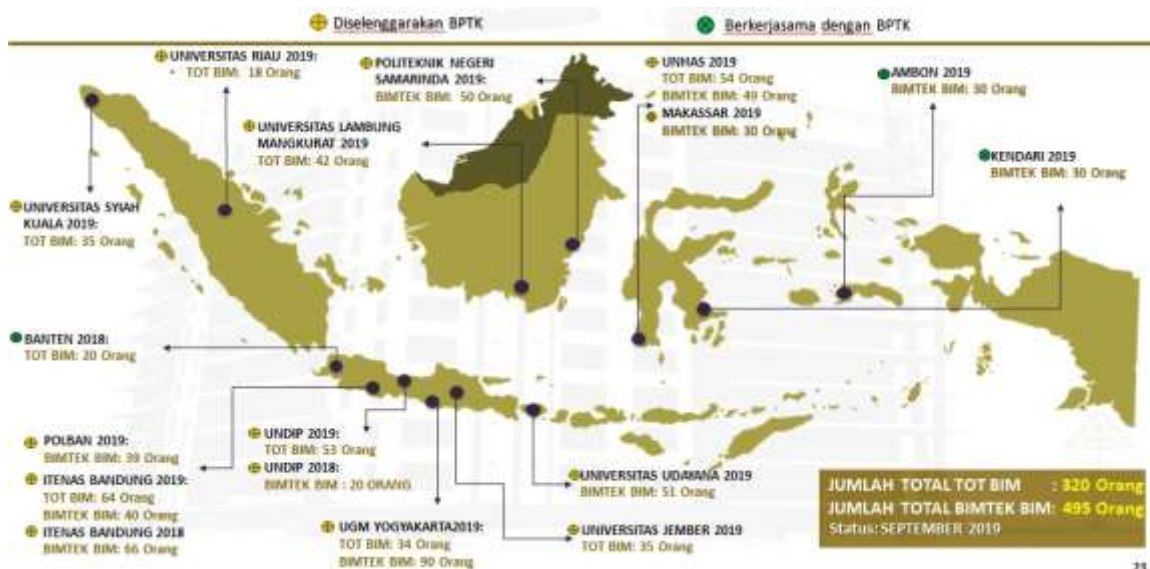 Diselenggarakan BPTK
Berkerjasama dengan BPTK
UNIVERSITAS RIAU 2019:
• TOT BIM: 18 Orang
POLITEKNIK NEGERI
SAMARINDA 2019:
BIMTEK BIM: 50 Orang
UNHAS 2019
TOT BIM: 54 Orang
BIMTEK BIM: 49 Orang
MAKASSAR 2019
BIMTEK BIM: 30 Orang
AMBON 2019
BIMTEK BIM: 30 Orang
UNIVERSITAS LAMBUNG
MANGKURAT 2019
TOT BIM: 42 Orang
KENDARI 2019
BIMTEK BIM: 30 Orang
UNIVERSITAS SYIAH
KUALA 2019:
TOT BIM: 35 Orang
BANTEN 2018:
TOT BIM: 20 Orang
POLBAN 2019:
BIMTEK BIM: 39 Orang
ITENAS BANDUNG 2019:
TOT BIM: 64 Orang
BIMTEK BIM: 40 Orang
ITENAS BANDUNG 2018
BIMTEK BIM: 66 Orang
UNDIP 2019:
TOT BIM: 53 Orang
UNDIP 2018:
BIMTEK BIM : 20 ORANG
UGM YOGYAKARTA2019:
TOT BIM: 34 Orang
BIMTEK BIM: 90 Orang
UNIVERSITAS UDAYANA 2019
BIMTEK BIM: 51 Orang
UNIVERSITAS JEMBER 2019
TOT BIM: 35 Orang
JUMLAH TOTAL TOT BIM : 320 Orang
JUMLAH TOTAL BIMTEK BIM: 495 Orang
Status: SEPTEMBER 2019
23